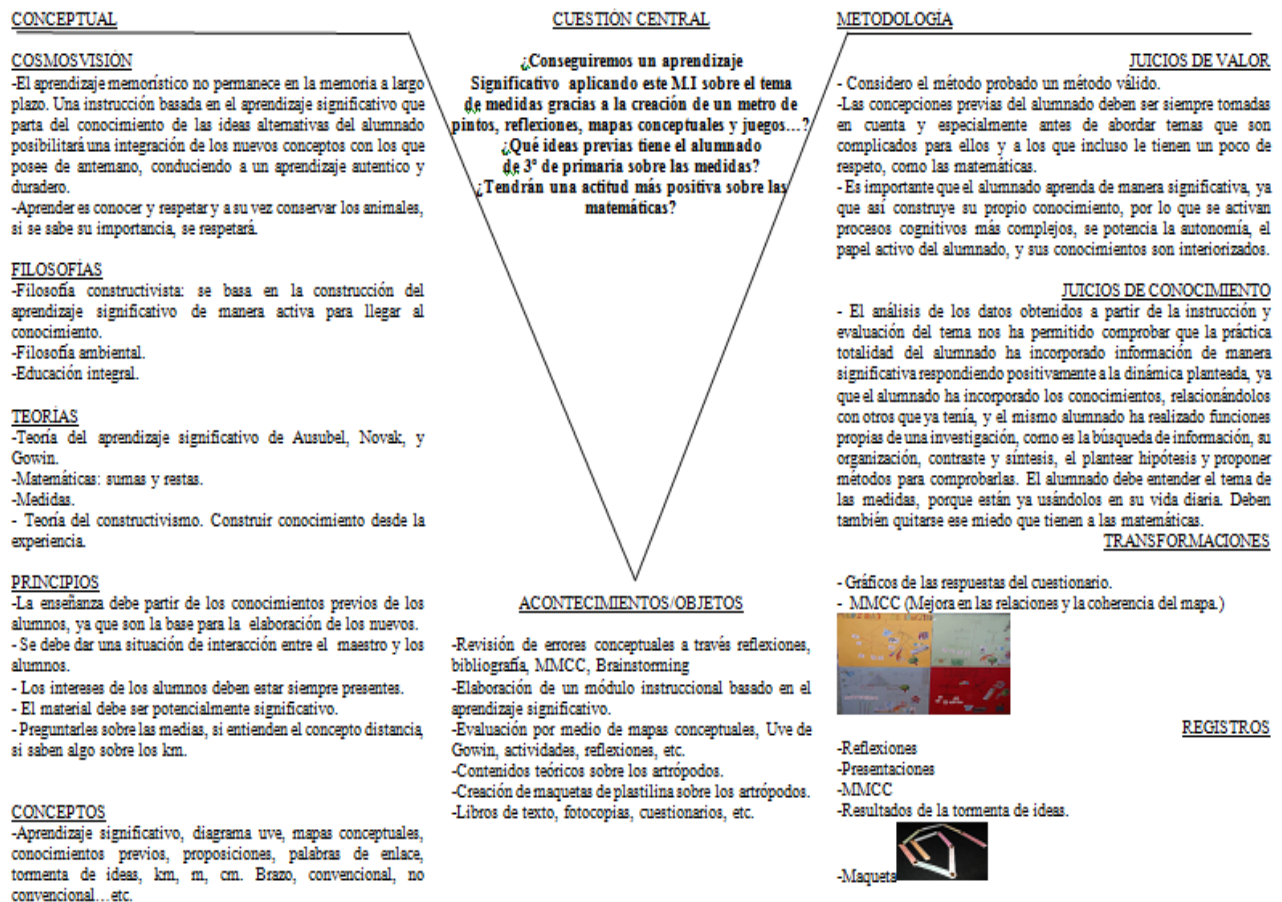 CONCEPTUAL
COSMOSVISIÓN
-El aprendizaje memorístico no permanece en la memoria a largo
plazo. Una instrucción basada en el aprendizaje significativo que
parta del conocimiento de las ideas alternativas del alumnado
posibilitará una integración de los nuevos conceptos con los que
posee de antemano, conduciendo a un aprendizaje autentico y
duradero.
-Aprender es conocer y respetar y a su vez conservar los animales,
si se sabe su importancia, se respetará.
FILOSOFÍAS
-Filosofía constructivista: se basa en la construcción del
aprendizaje significativo de manera activa para llegar al
conocimiento.
-Filosofía ambiental.
-Educación integral.
TEORÍAS
-Teoría del aprendizaje significativo de Ausubel, Novak, y
Gowin.
-Matemáticas: sumas y restas.
-Medidas.
- Teoría del constructivismo. Construir conocimiento desde la
experiencia.
PRINCIPIOS
-La enseñanza debe partir de los conocimientos previos de los
alumnos, ya que son la base para la elaboración de los nuevos.
- Se debe dar una situación de interacción entre el maestro y los
alumnos.
- Los intereses de los alumnos deben estar siempre presentes.
- El material debe ser potencialmente significativo.
- Preguntarles sobre las medias, si entienden el concepto distancia,
si saben algo sobre los km.
CONCEPTOS
-Aprendizaje significativo, diagrama uve, mapas conceptuales,
conocimientos previos, proposiciones, palabras de enlace,
tormenta de ideas, km, m, cm. Brazo, convencional, no
convencional…etc.
CUESTIÓN CENTRAL
¿Conseguiremos un aprendizaje
Significativo aplicando este M.I sobre el tema
de medidas gracias a la creación de un metro de
pintos, reflexiones, mapas conceptuales y juegos…?
¿Qué ideas previas tiene el alumnado
de 3º de primaria sobre las medidas?
¿Tendrán una actitud más positiva sobre las
matemáticas?
ACONTECIMIENTOS/OBJETOS
-Revisión de errores conceptuales a través reflexiones,
bibliografía, MMCC, Brainstorming
-Elaboración de un módulo instruccional basado en el
aprendizaje significativo.
-Evaluación por medio de mapas conceptuales, Uve de
Gowin, actividades, reflexiones, etc.
-Contenidos teóricos sobre los artrópodos.
-Creación de maquetas de plastilina sobre los artrópodos.
-Libros de texto, fotocopias, cuestionarios, etc.
METODOLOGÍA
JUICIOS DE VALOR
- Considero el método probado un método válido.
-Las concepciones previas del alumnado deben ser siempre tomadas
en cuenta y especialmente antes de abordar temas que son
complicados para ellos y a los que incluso le tienen un poco de
respeto, como las matemáticas.
- Es importante que el alumnado aprenda de manera significativa, ya
que así construye su propio conocimiento, por lo que se activan
procesos cognitivos más complejos, se potencia la autonomía, el
papel activo del alumnado, y sus conocimientos son interiorizados.
JUICIOS DE CONOCIMIENTO
- El análisis de los datos obtenidos a partir de la instrucción y
evaluación del tema nos ha permitido comprobar que la práctica
totalidad del alumnado ha incorporado información de manera
significativa respondiendo positivamente a la dinámica planteada, ya
que el alumnado ha incorporado los conocimientos, relacionándolos
con otros que ya tenía, y el mismo alumnado ha realizado funciones
propias de una investigación, como es la búsqueda de información, su
organización, contraste y síntesis, el plantear hipótesis y proponer
métodos para comprobarlas. El alumnado debe entender el tema de
las medidas, porque están ya usándolos en su vida diaria. Deben
también quitarse ese miedo que tienen a las matemáticas.
TRANSFORMACIONES
- Gráficos de las respuestas del cuestionario.
- MMCC (Mejora en las relaciones y la coherencia del mapa.)
REGISTROS
-Reflexiones
-Presentaciones
-MMCC
-Resultados de la tormenta de ideas.
-Maqueta